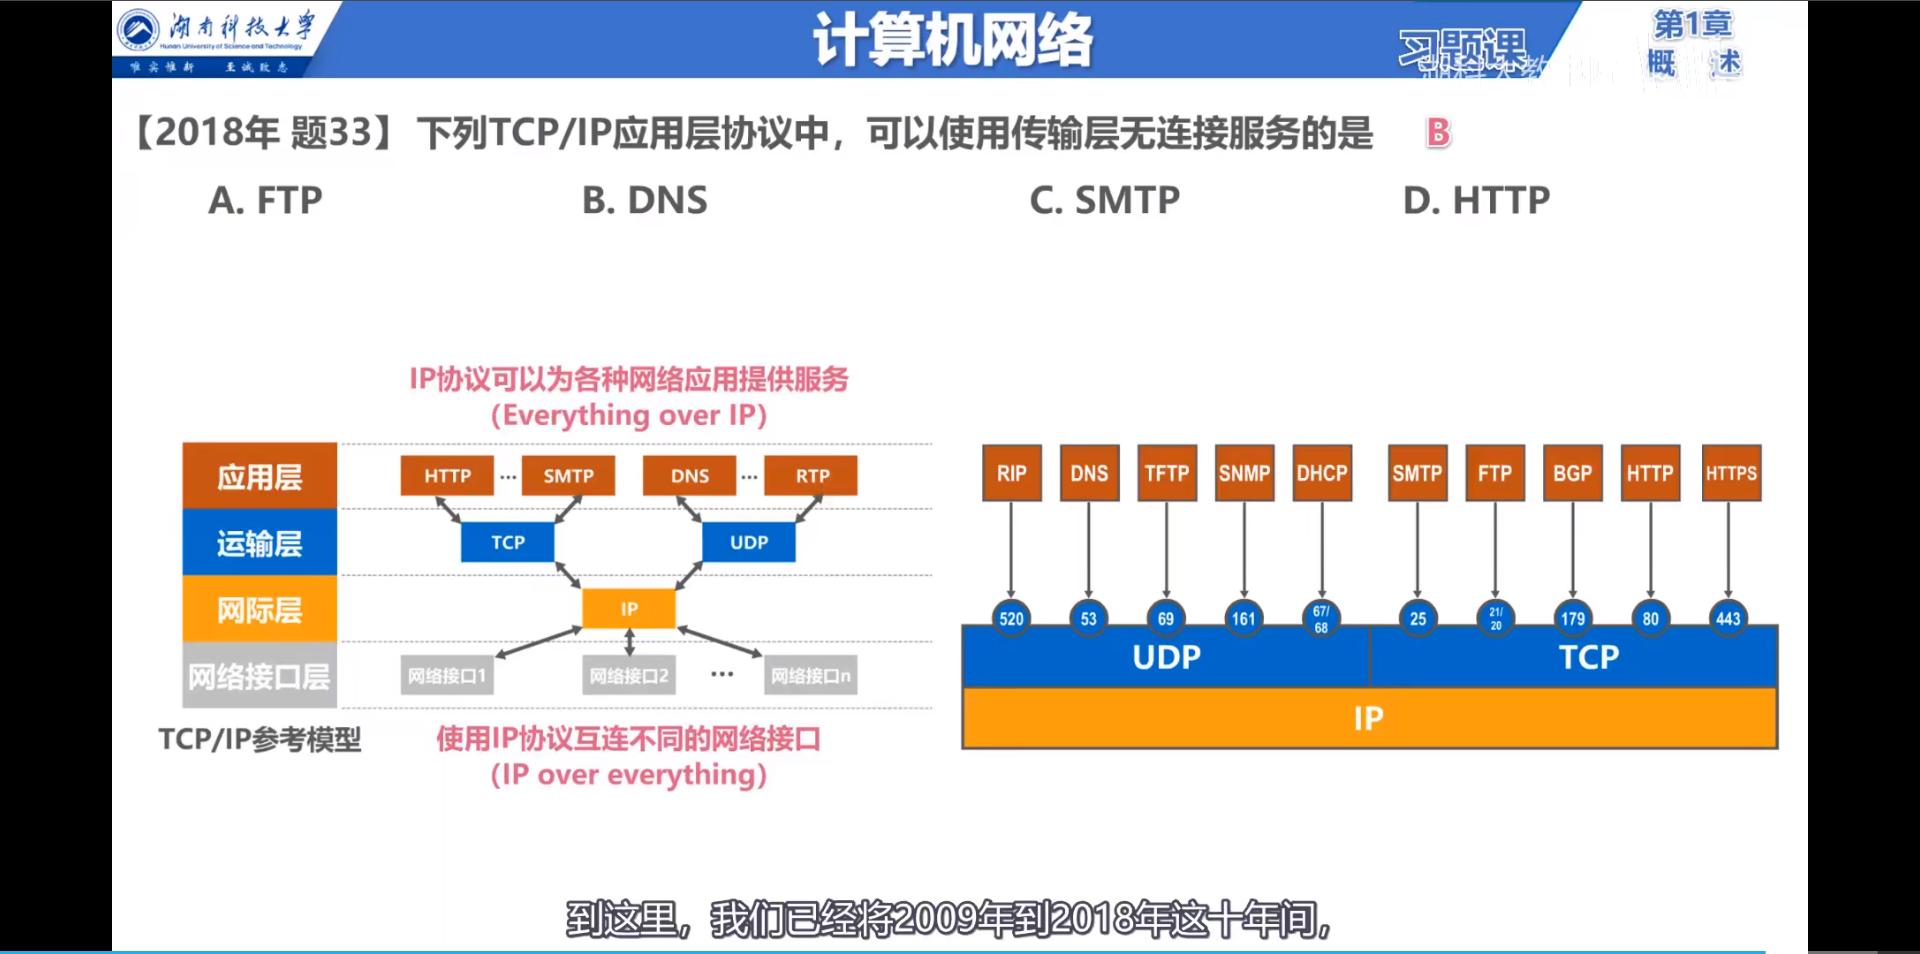 湖南科技大学
Hunan University of Science and Technology
唯实惟新 至诚致志
计算机网络
习题课
第1章
概 述
【2018年 题33】 下列TCP/IP应用层协议中，可以使用传输层无连接服务的是 B
A. FTP B. DNS C. SMTP D. HTTP
IP协议可以为各种网络应用提供服务
（Everything over IP）
应用层 HTTP ... SMTP DNS ... RTP
运输层 TCP UDP
网际层 IP
网络接口层 网络接口1 网络接口2 ... 网络接口n
TCP/IP参考模型
使用IP协议互连不同的网络接口
（IP over everything）
RIP DNS TFTP SNMP DHCP SMTP FTP BGP HTTP HTTPS
520 53 69 161 67/68 25 21/20 179 80 443
UDP TCP
IP
到这里，我们已经将2009年到2018年这十年间，